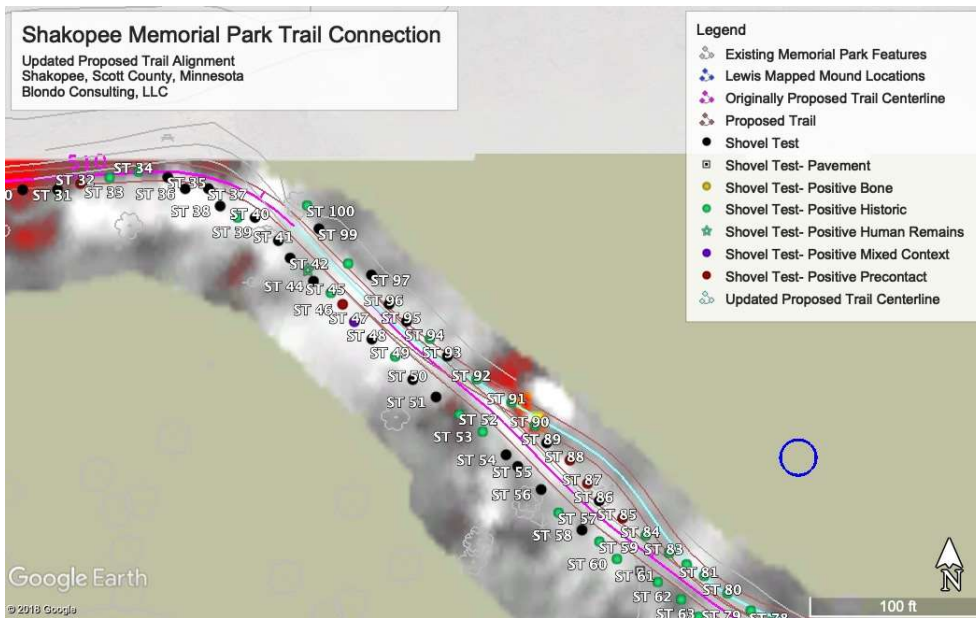 Shakopee Memorial Park Trail Connection
Updated Proposed Trail Alignment
Shakopee, Scott County, Minnesota
Blondo Consulting, LLC
Legend
Existing Memorial Park Features
Lewis Mapped Mound Locations
Originally Proposed Trail Centerline
Proposed Trail
Shovel Test
Shovel Test- Pavement
Shovel Test- Positive Bone
Shovel Test- Positive Historic
Shovel Test- Positive Human Remains
Shovel Test- Positive Mixed Context
Shovel Test- Positive Precontact
Updated Proposed Trail Centerline
ST 31
ST 32
ST 33
ST 34
ST 35
ST 36
ST 37
ST 38
ST 39
ST 40
ST 41
ST 42
ST 44
ST 45
ST 46
ST 47
ST 48
ST 49
ST 50
ST 51
ST 52
ST 53
ST 54
ST 55
ST 56
ST 57
ST 58
ST 59
ST 60
ST 61
ST 62
ST 63
ST 100
ST 99
ST 97
ST 96
ST 95
ST 94
ST 93
ST 92
ST 91
ST 90
ST 89
ST 88
ST 87
ST 86
ST 85
ST 84
ST 83
ST 81
ST 80
ST 79
ST 78
Google Earth
© 2018 Google
N
100 ft